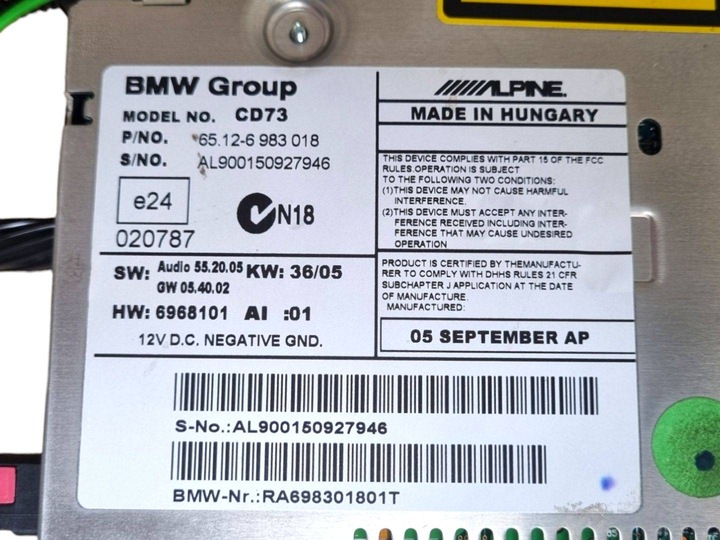 BMW Group
MODEL NO. CD73
P/NO. 65.12-6 983 018
S/NO. AL900150927946
e24
N18
020787
SW: Audio 55.20.05 KW: 36/05
GW 05.40.02
HW: 6968101 AI :01
12V D.C. NEGATIVE GND.
ALPINE.
MADE IN HUNGARY
THIS DEVICE COMPLIES WITH PART 15 OF THE FCC
RULES.OPERATION IS SUBJECT
TO THE FOLLOWING TWO CONDITIONS:
(1)THIS DEVICE MAY NOT CAUSE HARMFUL
INTERFERENCE.
(2)THIS DEVICE MUST ACCEPT ANY INTER-
FERENCE RECEIVED INCLUDING INTER-
FERENCE THAT MAY CAUSE UNDESIRED
OPERATION
PRODUCT IS CERTIFIED BY THEMANUFACTU-
RER TO COMPLY WITH DHHS RULES 21 CFR
SUBCHAPTER J APPLICATION AT THE DATE
OF MANUFACTURE.
MANUFACTURED:
05 SEPTEMBER AP
S-No.:AL900150927946
BMW-Nr.:RA698301801T